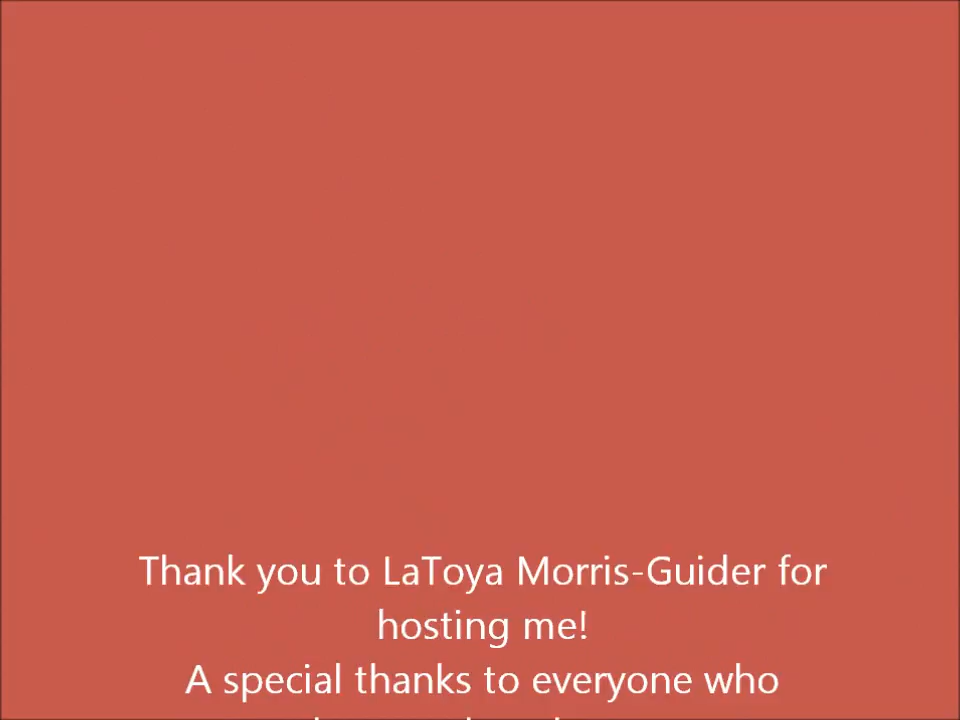 Thank you to LaToya Morris-Guider for
hosting me!
A special thanks to everyone who